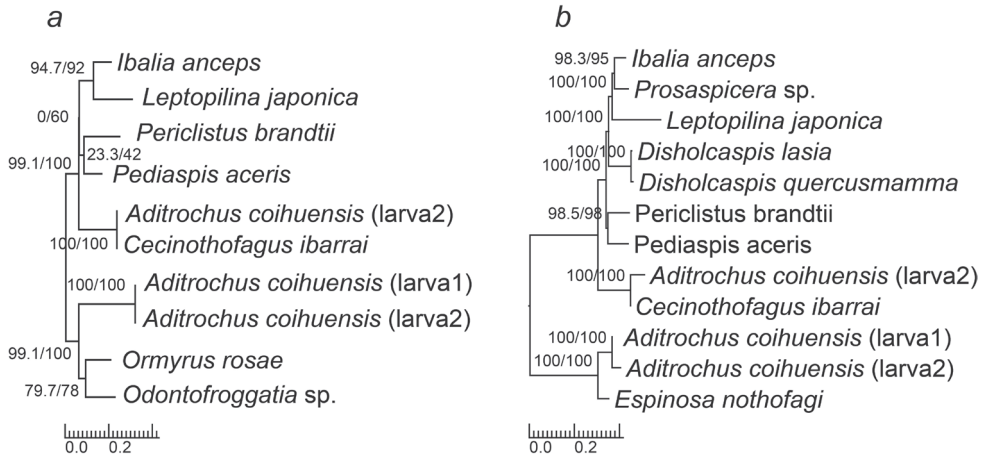 a
94.7/92
Ibalia anceps
Leptopilina japonica
0/60
Periclistus brandtii
23.3/42
99.1/100
Pediaspis aceris
Aditrochus coihuensis (larva2)
100/100
Cecinothofagus ibarrai
100/100
Aditrochus coihuensis (larva1)
Aditrochus coihuensis (larva2)
99.1/100
Ormyrus rosae
79.7/78
Odontofroggatia sp.
0.0 0.2
b
98.3/95
Ibalia anceps
100/100
Prosaspicera sp.
100/100
Leptopilina japonica
100/100
Disholcaspis lasia
100/100
Disholcaspis quercusmamma
98.5/98
Periclistus brandtii
Pediaspis aceris
100/100
Aditrochus coihuensis (larva2)
Cecinothofagus ibarrai
100/100
Aditrochus coihuensis (larva1)
100/100
Aditrochus coihuensis (larva2)
Espinosa nothofagi
0.0 0.2